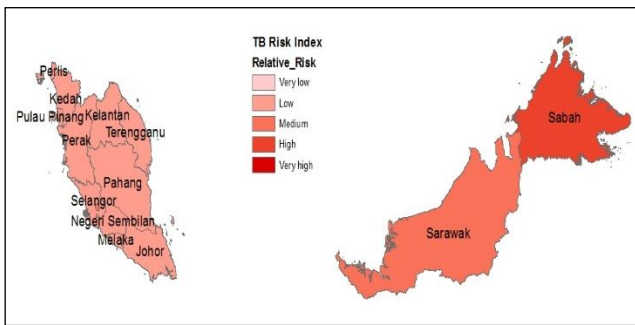 TB Risk Index
Relative_Risk
Very low
Low
Medium
High
Very high
Perlis
Kedah
Pulau Pinang
Kelantan
Terengganu
Perak
Pahang
Selangor
Negeri Sembilan
Melaka
Johor
Sabah
Sarawak